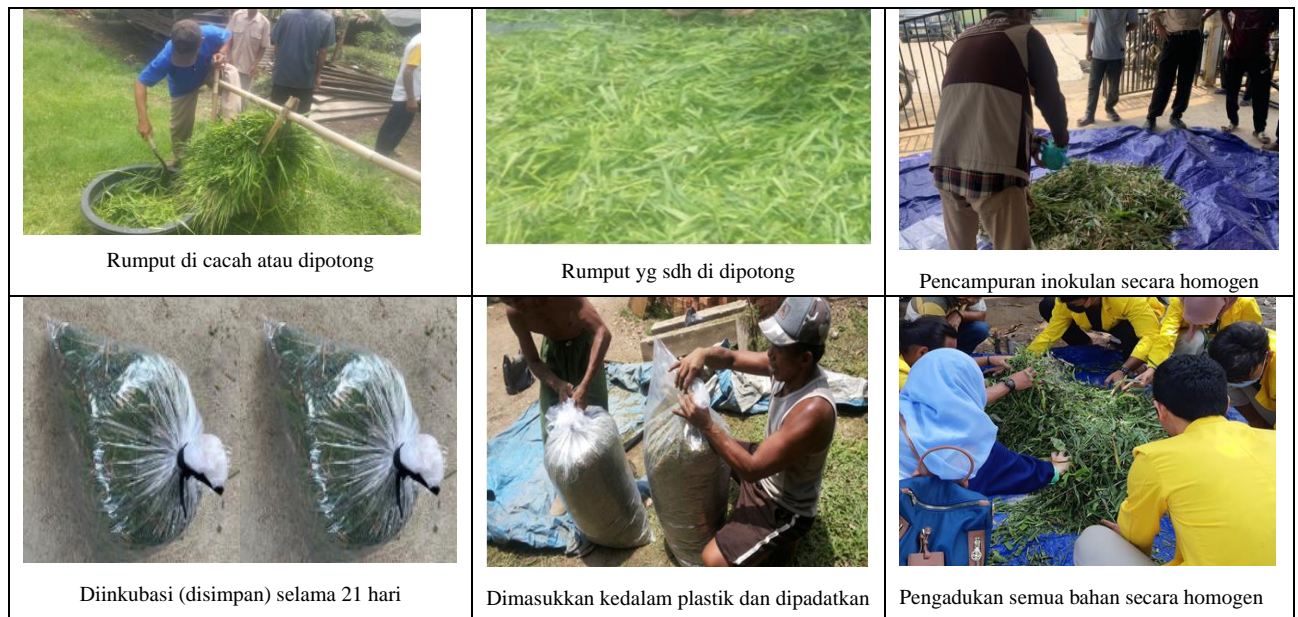 Rumput di cacah atau dipotong
Rumput yg sdh di dipotong
Pencampuran inokulan secara homogen
Diinkubasi (disimpan) selama 21 hari
Dimasukkan kedalam plastik dan dipadatkan
Pengadukan semua bahan secara homogen